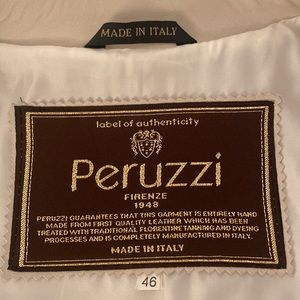 MADE IN ITALY
label of authenticity
Peruzzi
FIRENZE
1948
PERUZZI GUARANTEES THAT THIS GARMENT IS ENTIRELY HAND
MADE FROM FIRST QUALITY LEATHER WHICH HAS BEEN
TREATED WITH TRADITIONAL FLORENTINE TANNING AND DYEING
PROCESSES AND IS COMPLETELY MANUFACTURED IN ITALY.
MADE IN ITALY
46